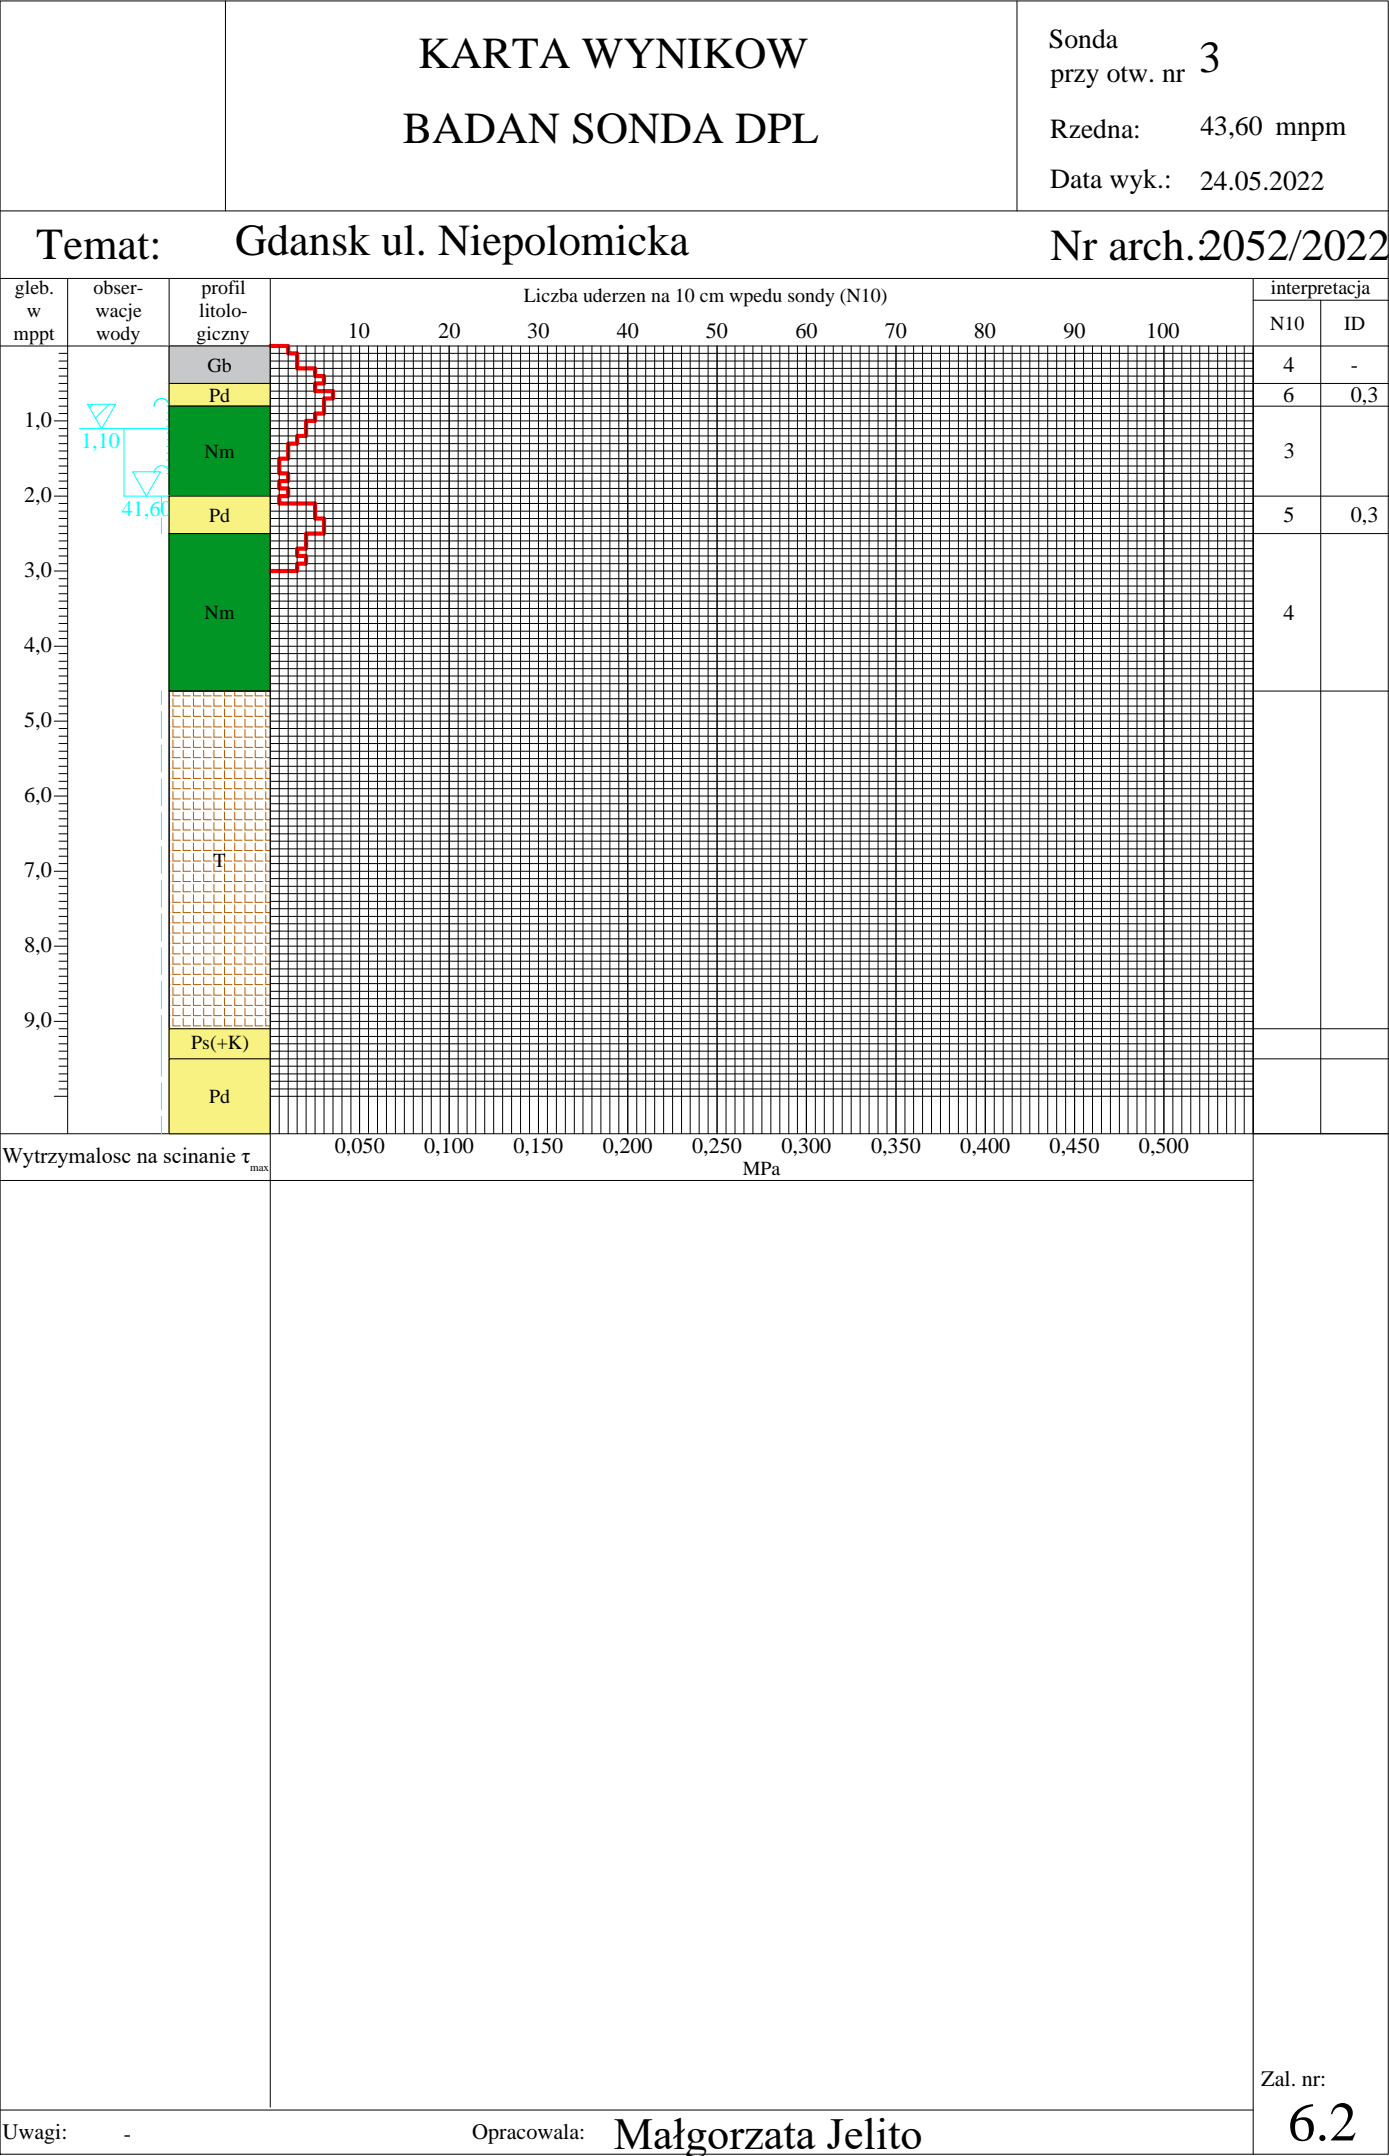 KARTA WYNIKOW
BADAN SONDA DPL
Sonda
przy otw. nr 3
Rzedna: 43,60 mnpm
Data wyk.: 24.05.2022
Temat: Gdansk ul. Niepolomicka
Nr arch.:2052/2022
gleb. w mppt
obser- wacje wody
profil litolo- giczny
Liczba uderzen na 10 cm wpedu sondy (N10)
10 20 30 40 50 60 70 80 90 100
interpretacja
N10 ID
Gb 4 -
Pd 6 0,3
1,0
1,10
Nm 3
2,0
41,60
Pd 5 0,3
3,0
Nm 4
4,0
5,0
6,0
T
7,0
8,0
9,0
Ps(+K)
Pd
Wytrzymalosc na scinanie τmax
0,050 0,100 0,150 0,200 0,250 0,300 0,350 0,400 0,450 0,500
MPa
Zal. nr:
6.2
Uwagi: -
Opracowala: Małgorzata Jelito